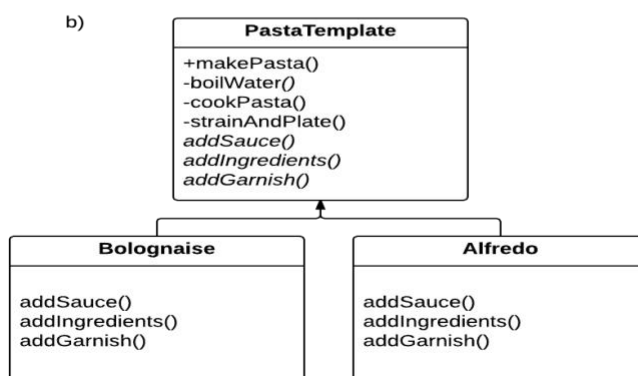 b)
PastaTemplate
+makePasta()
-boilWater()
-cookPasta()
-strainAndPlate()
addSauce()
addIngredients()
addGarnish()
Bolognaise
addSauce()
addIngredients()
addGarnish()
Alfredo
addSauce()
addIngredients()
addGarnish()